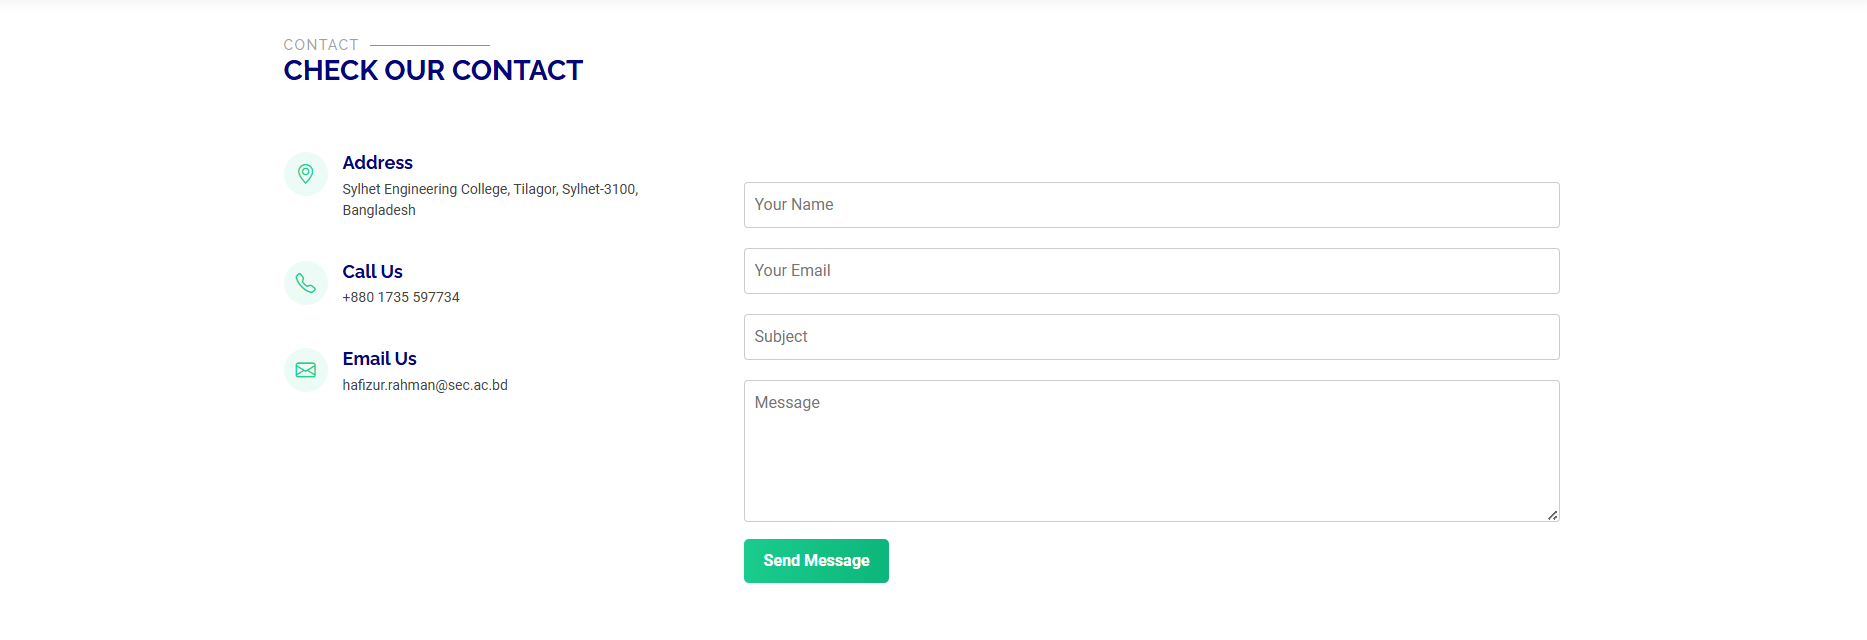 CONTACT
CHECK OUR CONTACT
Address
Sylhet Engineering College, Tilagor, Sylhet-3100,
Bangladesh
Call Us
+880 1735 597734
Email Us
hafizur.rahman@sec.ac.bd
Your Name
Your Email
Subject
Message
Send Message